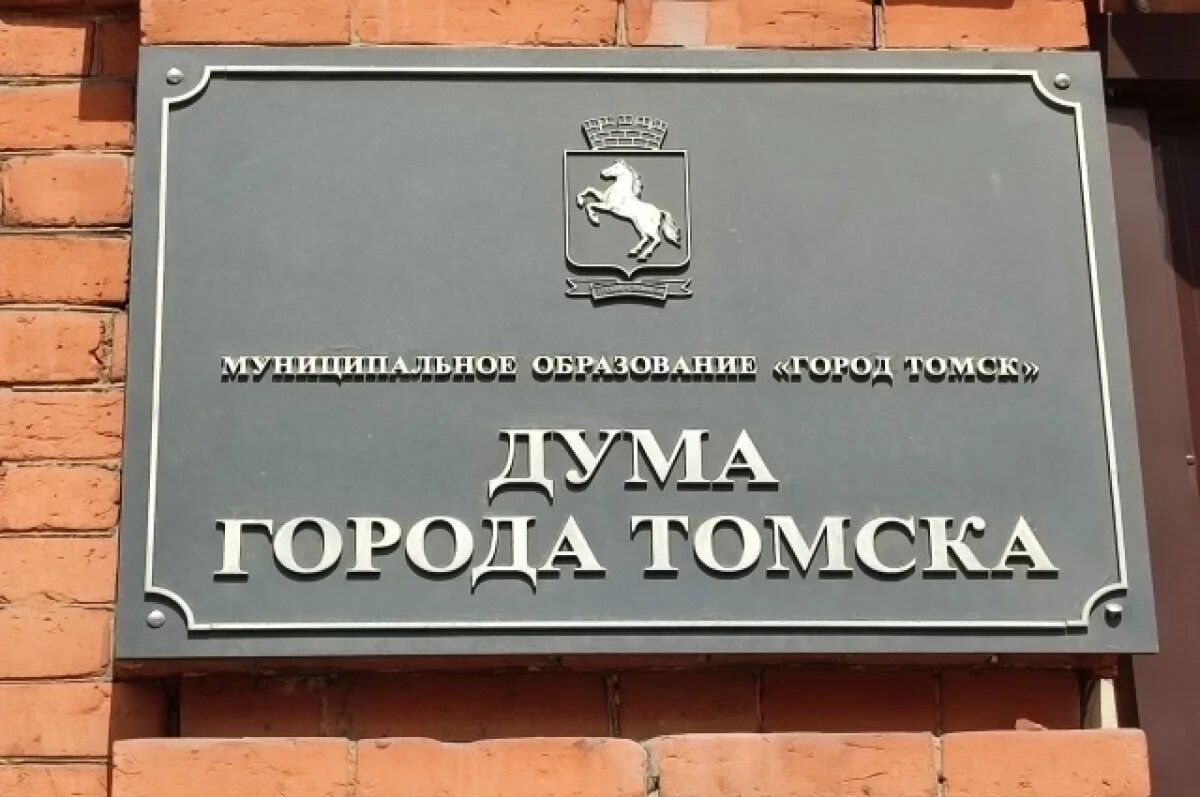 МУНИЦИПАЛЬНОЕ ОБРАЗОВАНИЕ «ГОРОД ТОМСК»
ДУМА
ГОРОДА ТОМСКА